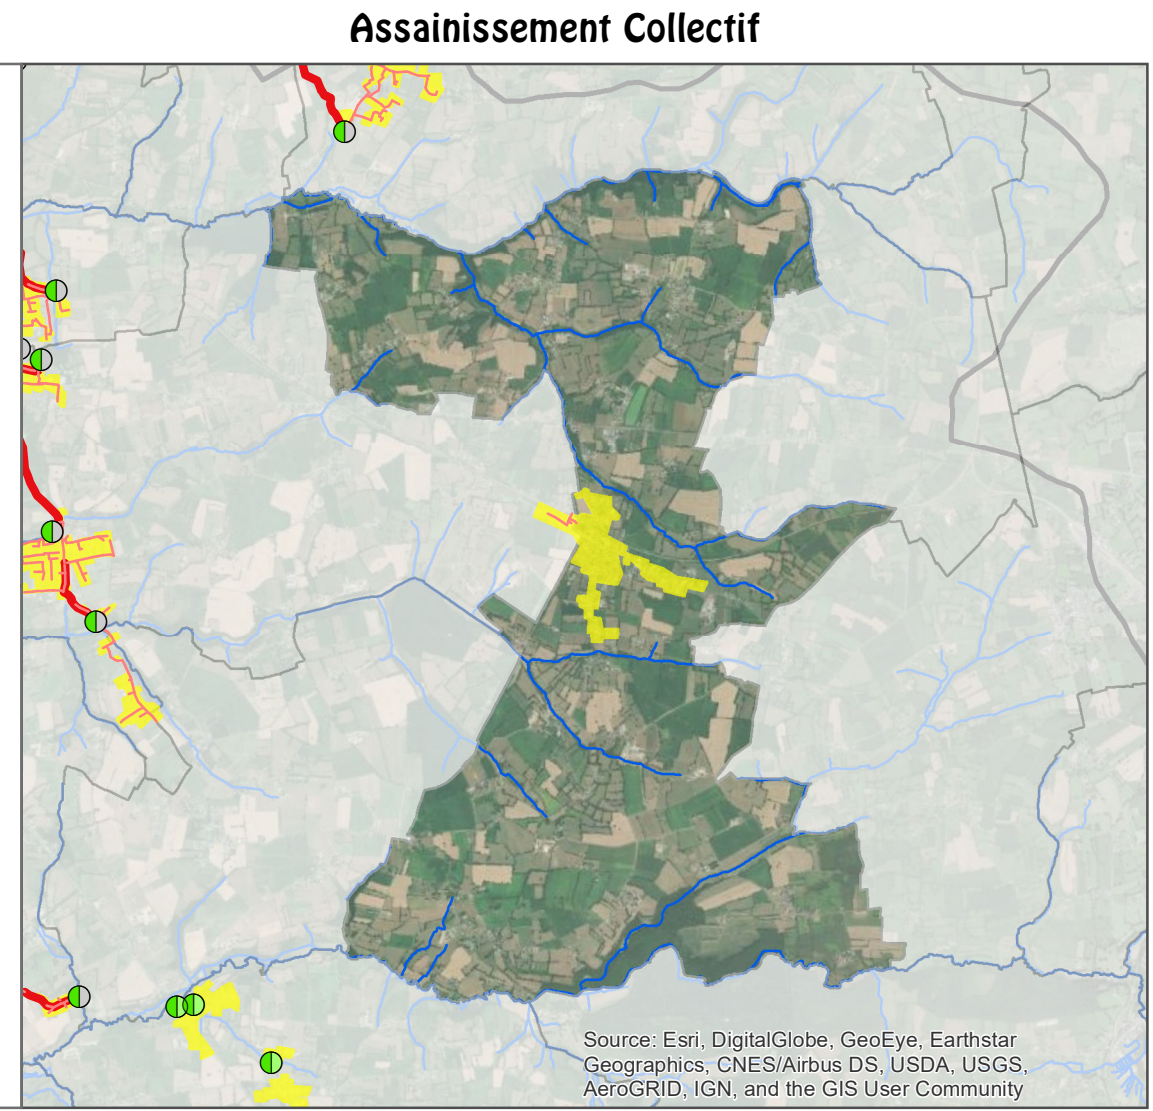 Assainissement Collectif
Source: Esri, DigitalGlobe, GeoEye, Earthstar
Geographics, CNES/Airbus DS, USDA, USGS,
AeroGRID, IGN, and the GIS User Community